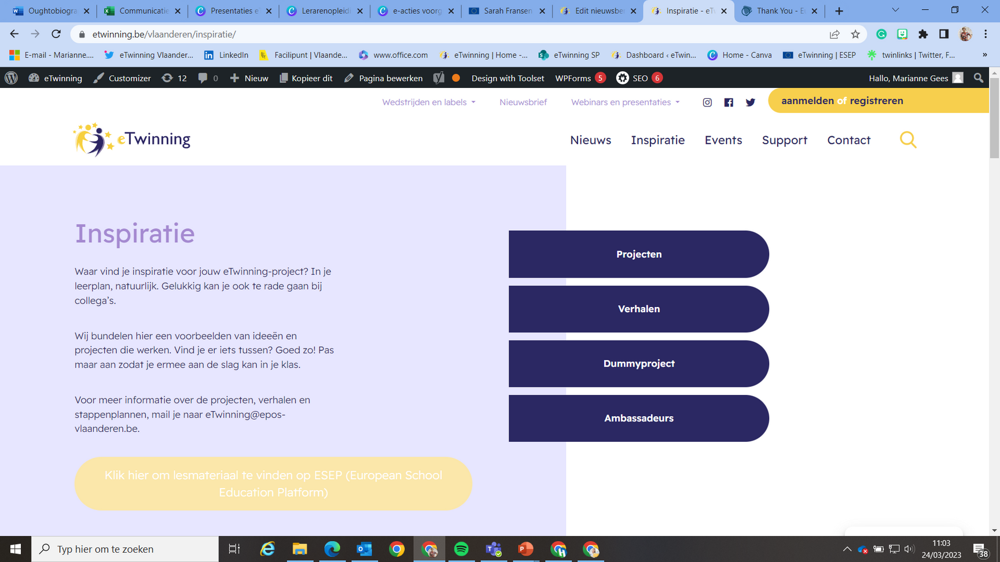 Oughtobiogra
Communicatie
Presentaties e
Lerarenopleidi
e-acties voorg
Sarah Fransen
Edit nieuwsbe
Inspiratie - eTw
Thank You - E
etwinning.be/vlaanderen/inspiratie/
E-mail - Marianne....
eTwinning Vlaander...
LinkedIn
Facilipunt | Vlaande...
www.office.com
eTwinning | Home -...
eTwinning SP
Dashboard ‹ eTwin...
Home - Canva
eTwinning | ESEP
twinlinks | Twitter, F...
»
eTwinning
Customizer
12
0
Nieuw
Kopieer dit
Pagina bewerken
Design with Toolset
WPForms 5
SEO 6
Hallo, Marianne Gees
Wedstrijden en labels
Nieuwsbrief
Webinars en presentaties
aanmelden of registreren
eTwinning
Nieuws
Inspiratie
Events
Support
Contact
Inspiratie
Waar vind je inspiratie voor jouw eTwinning-project? In je
leerplan, natuurlijk. Gelukkig kan je ook te rade gaan bij
collega's.
Wij bundelen hier een voorbeelden van ideeën en
projecten die werken. Vind je er iets tussen? Goed zo! Pas
maar aan zodat je ermee aan de slag kan in je klas.
Voor meer informatie over de projecten, verhalen en
stappenplannen, mail je naar eTwinning@epos-
vlaanderen.be.
Klik hier om lesmateriaal te vinden op ESEP (European School
Education Platform)
Projecten
Verhalen
Dummyproject
Ambassadeurs
Typ hier om te zoeken
11:03
24/03/2023
38